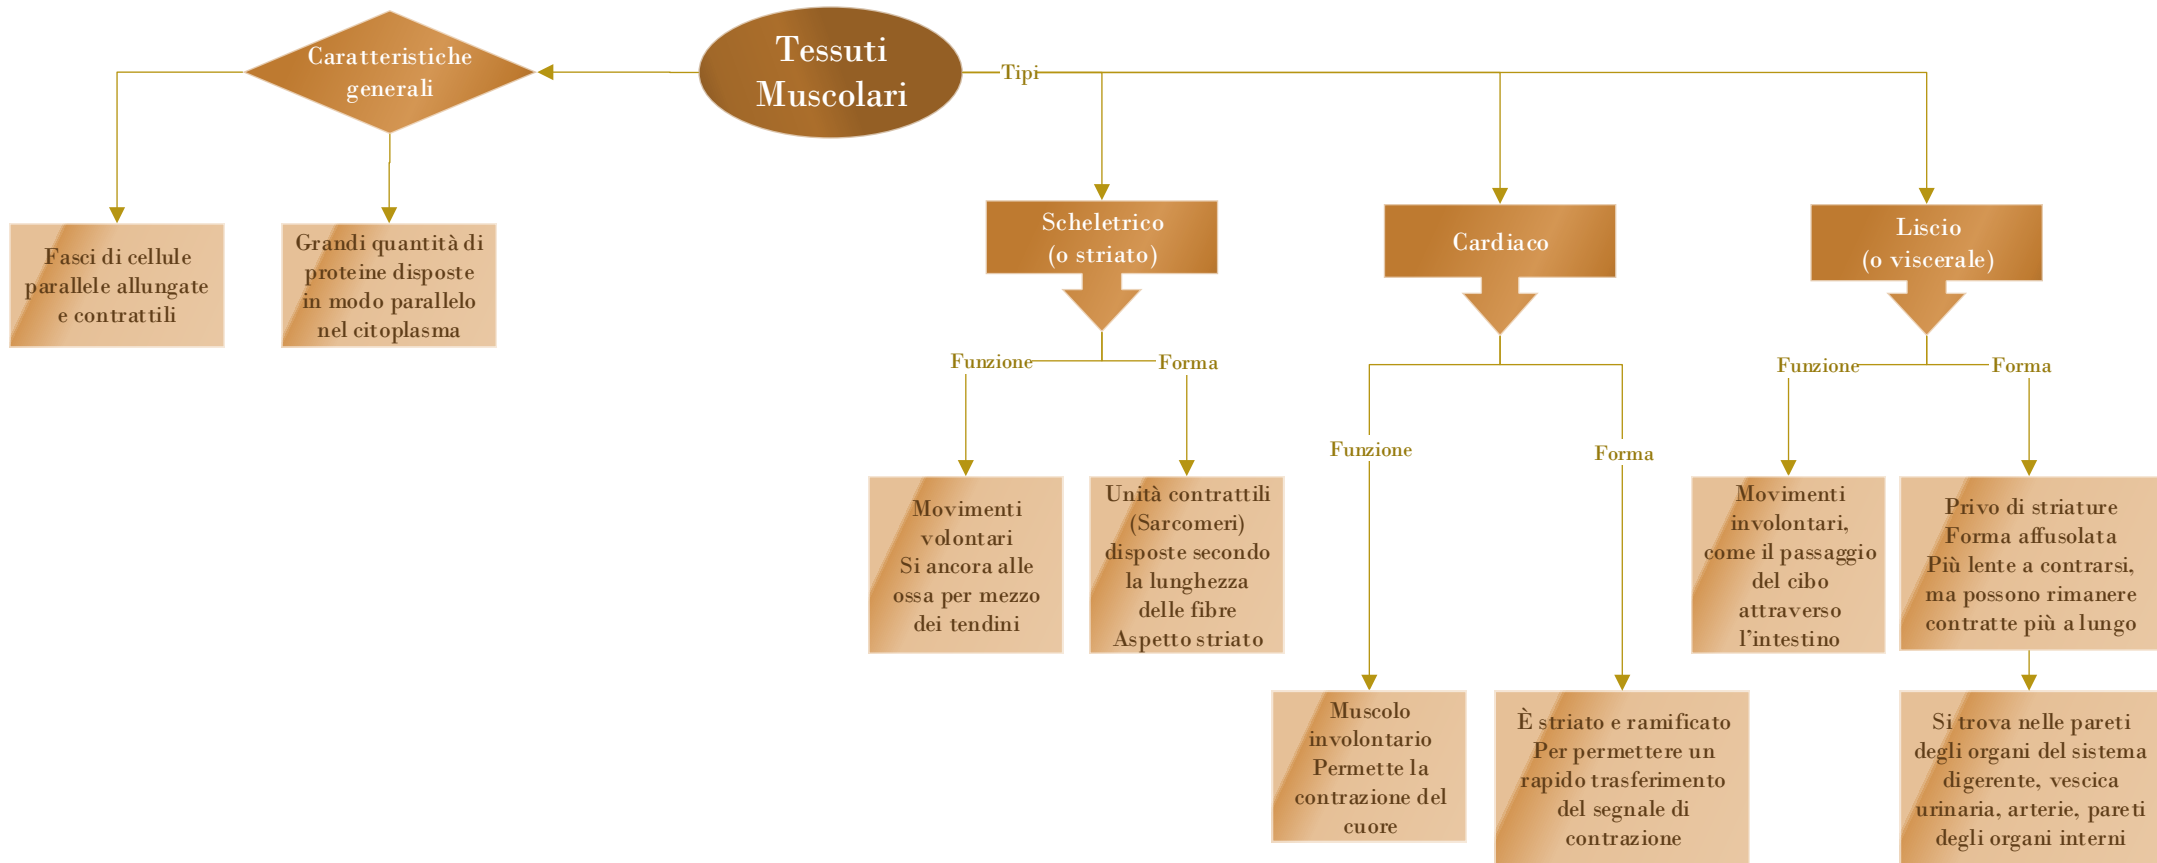 Tessuti
Muscolari
Caratteristiche
generali
Fasci di cellule
parallele allungate
e contrattili
Grandi quantità di
proteine disposte
in modo parallelo
nel citoplasma
Tipi
Scheletrico
(o striato)
Funzione
Forma
Movimenti
volontari
Si ancora alle
ossa per mezzo
dei tendini
Unità contrattili
(Sarcomeri)
disposte secondo
la lunghezza
delle fibre
Aspetto striato
Cardiaco
Funzione
Forma
Muscolo
involontario
Permette la
contrazione del
cuore
È striato e ramificato
Per permettere un
rapido trasferimento
del segnale di
contrazione
Liscio
(o viscerale)
Funzione
Forma
Movimenti
involontari,
come il passaggio
del cibo
attraverso
l’intestino
Privo di striature
Forma affusolata
Più lente a contrarsi,
ma possono rimanere
contratte più a lungo
Si trova nelle pareti
degli organi del sistema
digerente, vescica
urinaria, arterie, pareti
degli organi interni